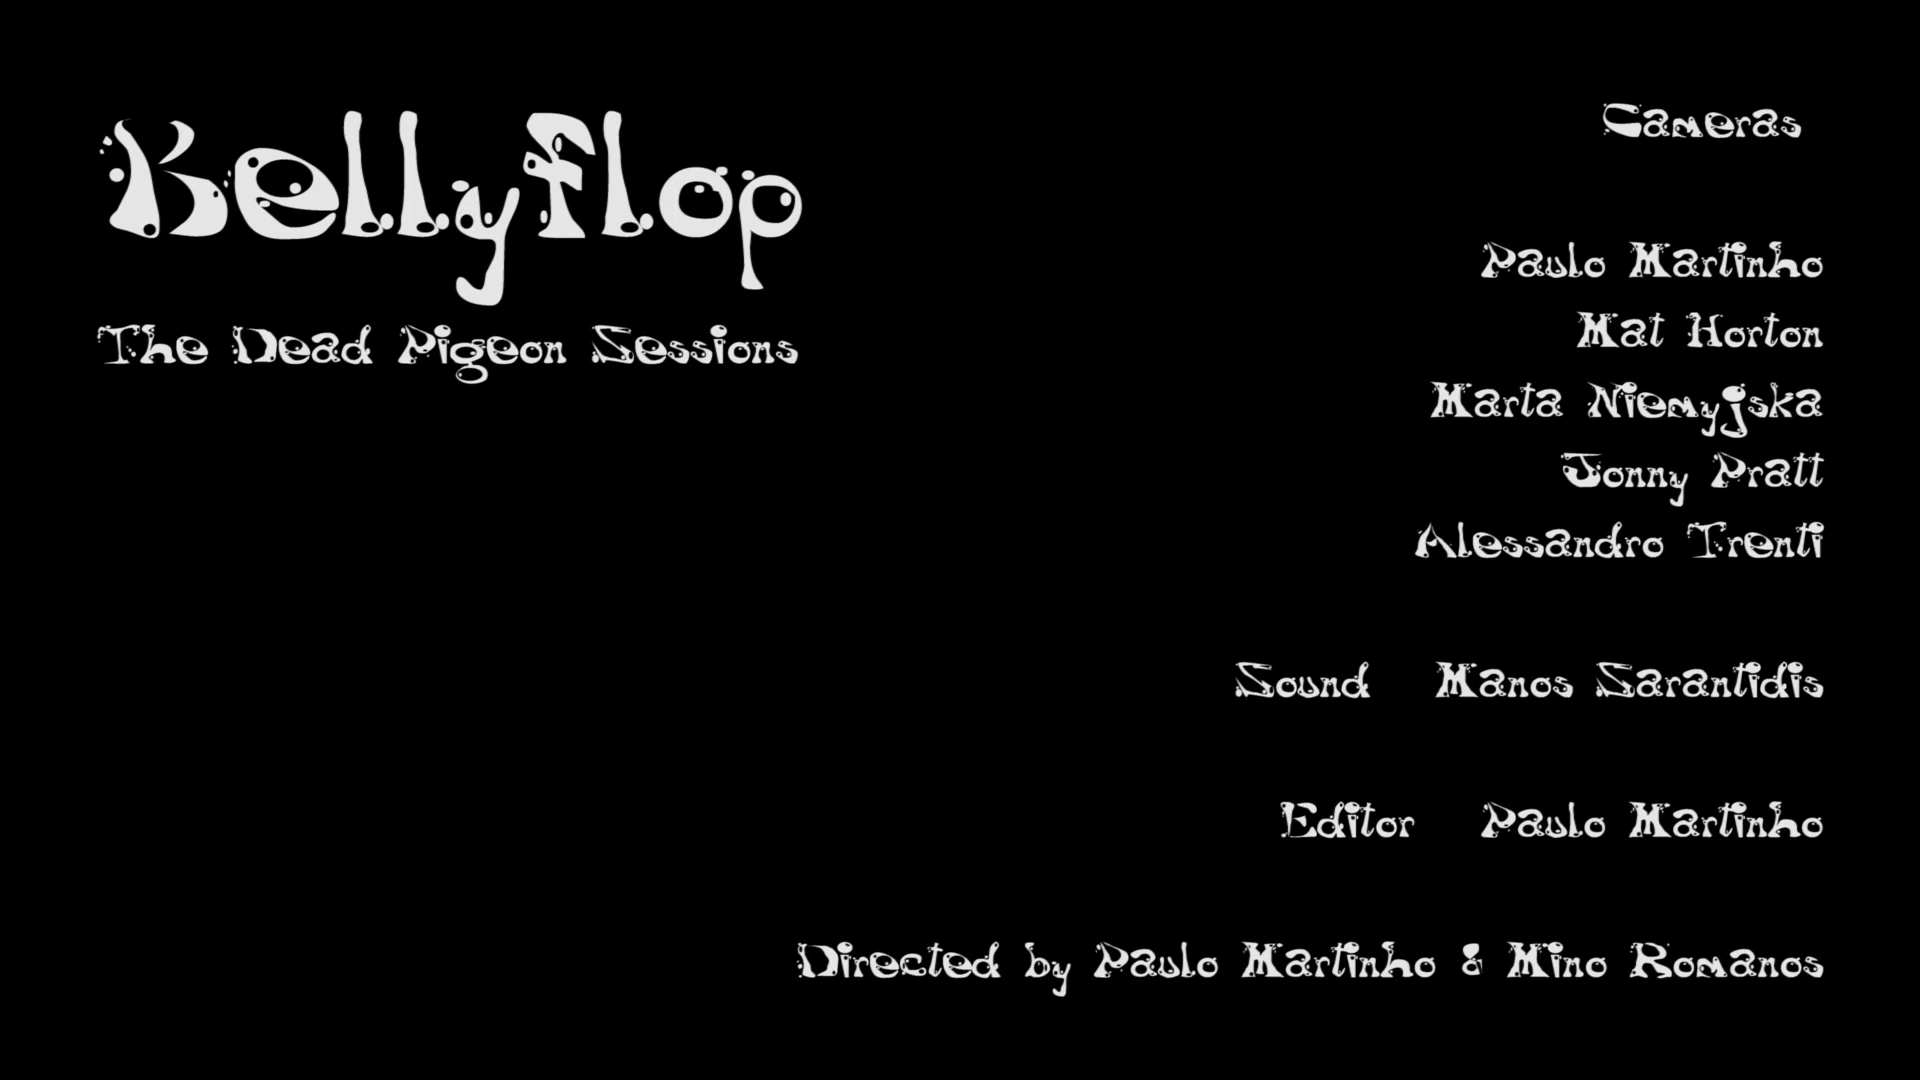 Kellyflop
The Dead Pigeon Sessions
Cameras
Paulo Martinho
Mat Horton
Marta Niemyjska
Jonny Pratt
Alessandro Trenti
Sound Manos Sarantidis
Editor Paulo Martinho
Directed by Paulo Martinho & Mino Romanos